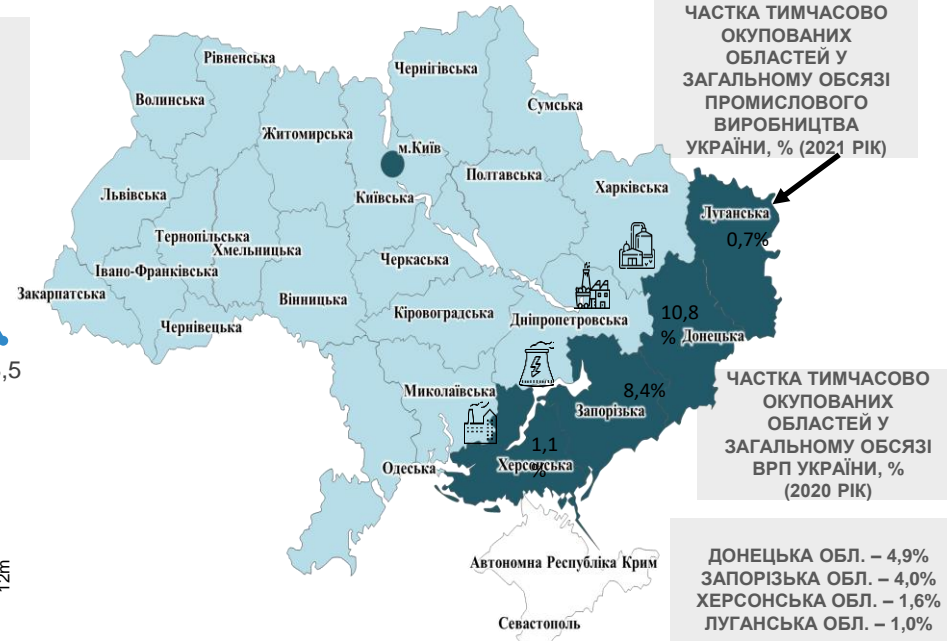 ЧАСТКА ТИМЧАСОВО
ОКУПОВАНИХ
ОБЛАСТЕЙ У
ЗАГАЛЬНОМУ ОБСЯЗІ
ПРОМИСЛОВОГО
ВИРОБНИЦТВА
УКРАЇНИ, % (2021 РІК)
Рівненська
Чернігівська
Волинська
Сумська
Житомирська
м.Київ
Полтавська
Харківська
Львівська
Київська
Луганська
0,7%
Тернопільська
Хмельницька
Черкаська
Івано-Франківська
Закарпатська
Вінницька
Кіровоградська
Дніпропетровська
10,8
%
Донецька
Чернівецька
,5
Миколаївська
8,4%
Запорізька
1,1
%
Херсонська
Одеська
ЧАСТКА ТИМЧАСОВО
ОКУПОВАНИХ
ОБЛАСТЕЙ У
ЗАГАЛЬНОМУ ОБСЯЗІ
ВРП УКРАЇНИ, %
(2020 РІК)
Автономна Республіка Крим
Севастополь
12m
ДОНЕЦЬКА ОБЛ. – 4,9%
ЗАПОРІЗЬКА ОБЛ. – 4,0%
ХЕРСОНСЬКА ОБЛ. – 1,6%
ЛУГАНСЬКА ОБЛ. – 1,0%